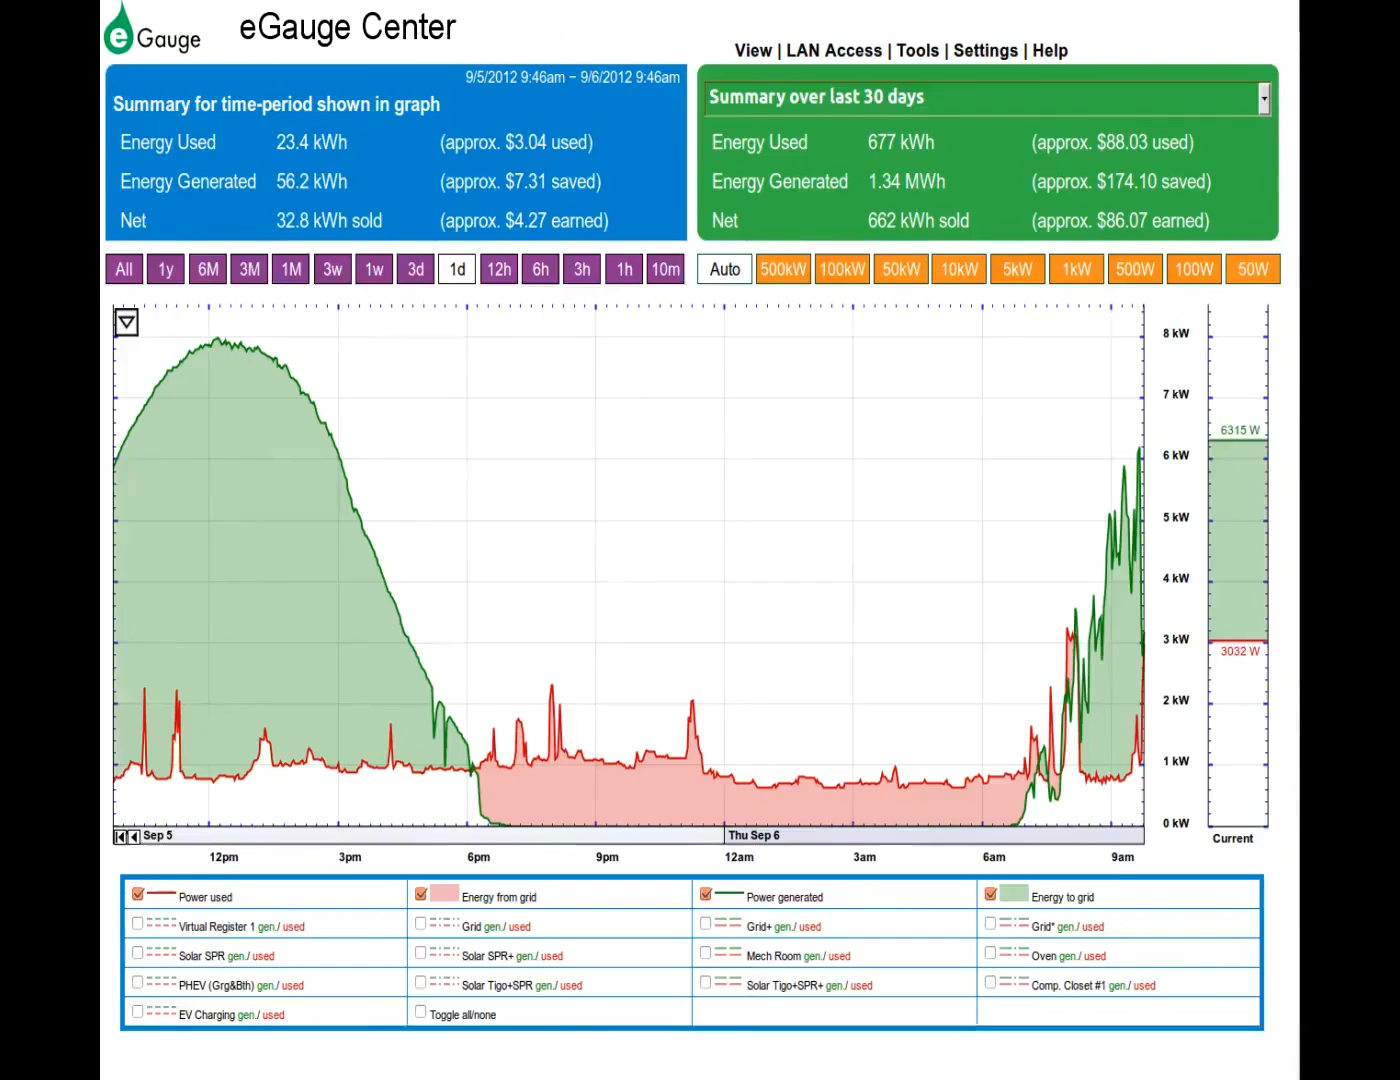 e Gauge
eGauge Center
View | LAN Access | Tools | Settings | Help
9/5/2012 9:46am – 9/6/2012 9:46am
Summary for time-period shown in graph
Energy Used 23.4 kWh (approx. $3.04 used)
Energy Generated 56.2 kWh (approx. $7.31 saved)
Net 32.8 kWh sold (approx. $4.27 earned)
Summary over last 30 days
Energy Used 677 kWh (approx. $88.03 used)
Energy Generated 1.34 MWh (approx. $174.10 saved)
Net 662 kWh sold (approx. $86.07 earned)
All 1y 6M 3M 1M 3w 1w 3d 1d 12h 6h 3h 1h 10m Auto 500kW 100kW 50kW 10kW 5kW 1kW 500W 100W 50W
8 kW
7 kW
6 kW
5 kW
4 kW
3 kW
2 kW
1 kW
0 kW
6315 W
3032 W
Current
Sep 5 Thu Sep 6
12pm 3pm 6pm 9pm 12am 3am 6am 9am
Power used Energy from grid Power generated Energy to grid
Virtual Register 1 gen./ used Grid gen./ used Grid+ gen./ used Grid* gen./ used
Solar SPR gen./ used Solar SPR+ gen./ used Mech Room gen./ used Oven gen./ used
PHEV (Grg&Bth) gen./ used Solar Tigo+SPR gen./ used Solar Tigo+SPR+ gen./ used Comp. Closet #1 gen./ used
EV Charging gen./ used Toggle all/none